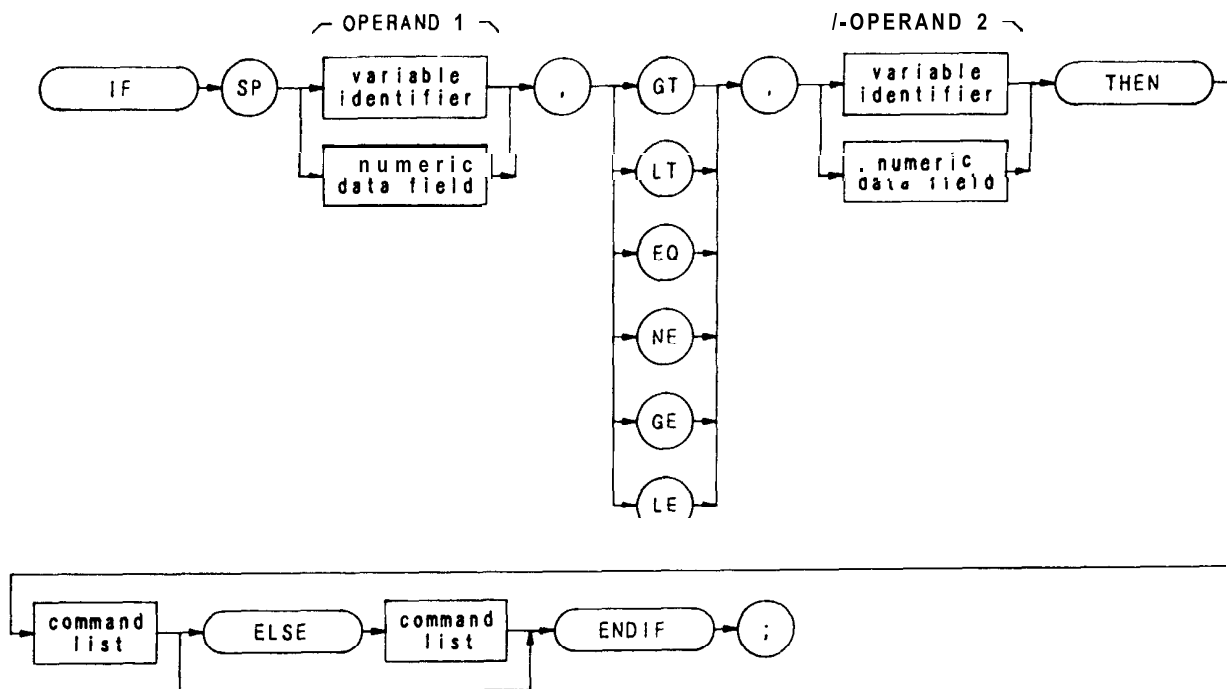 OPERAND 1
/-OPERAND 2
IF
SP
variable
identifier
,
GT
,
variable
identifier
THEN
numeric
data field
LT
. numeric
data field
EQ
NE
GE
LE
command
list
ELSE
command
list
ENDIF
;